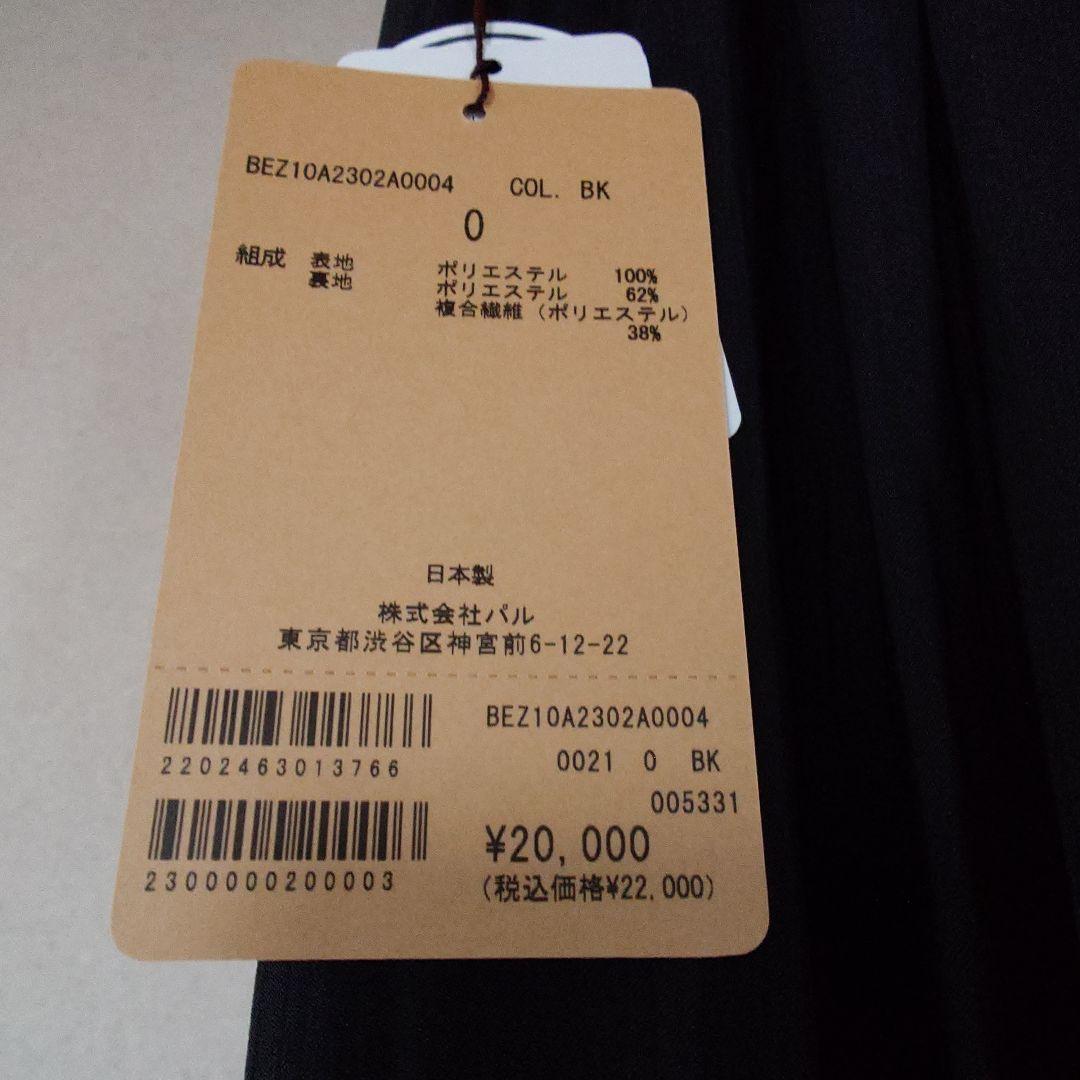 BEZ10A2302A0004 COL. BK
0
組成 表地 ポリエステル 100%
裏地 ポリエステル 62%
複合繊維（ポリエステル）
38%
日本製
株式会社パル
東京都渋谷区神宮前6-12-22
2202463013766
BEZ10A2302A0004
0021 0 BK
005331
2300000200003
¥20,000
(税込価格¥22,000)